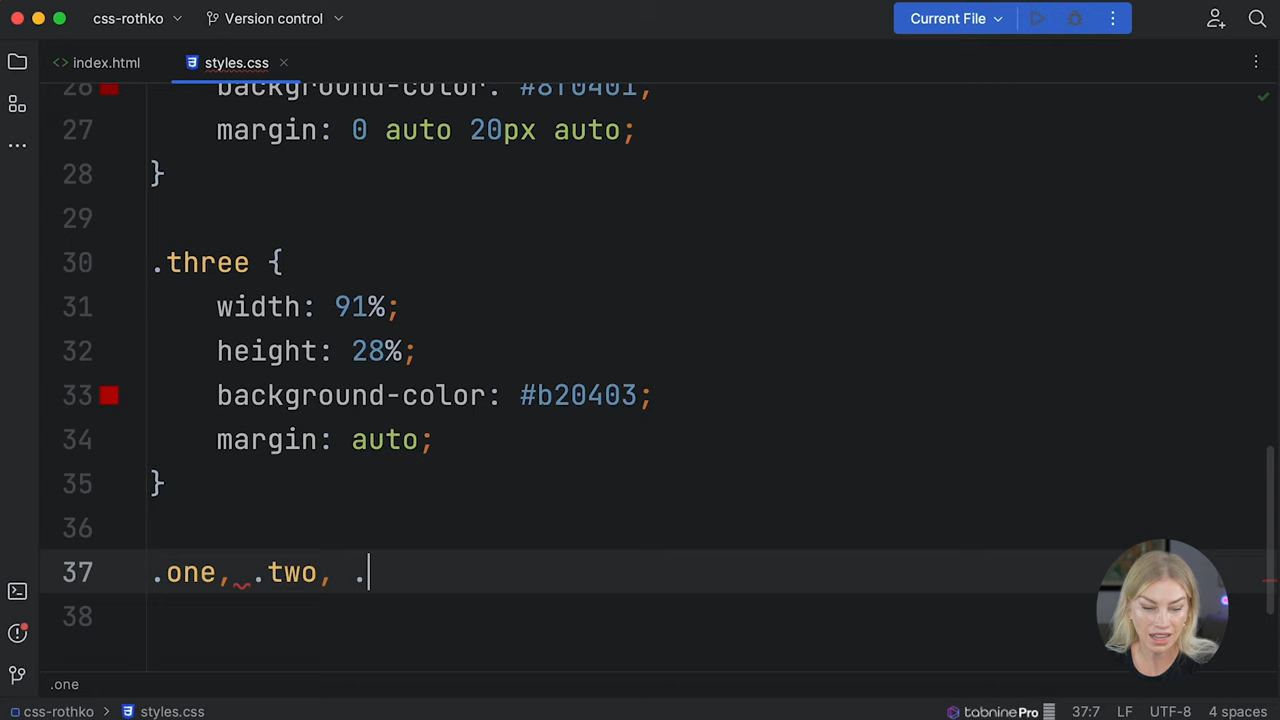 css-rothko
Version control
Current File
<> index.html
styles.css
26 background-color: #8f0401;
27 margin: 0 auto 20px auto;
28 }
29
30 .three {
31 width: 91%;
32 height: 28%;
33 background-color: #b20403;
34 margin: auto;
35 }
36
37 .one, .two, .
38
.one
css-rothko > styles.css
tabninePro
37:7
LF
UTF-8
4 spaces